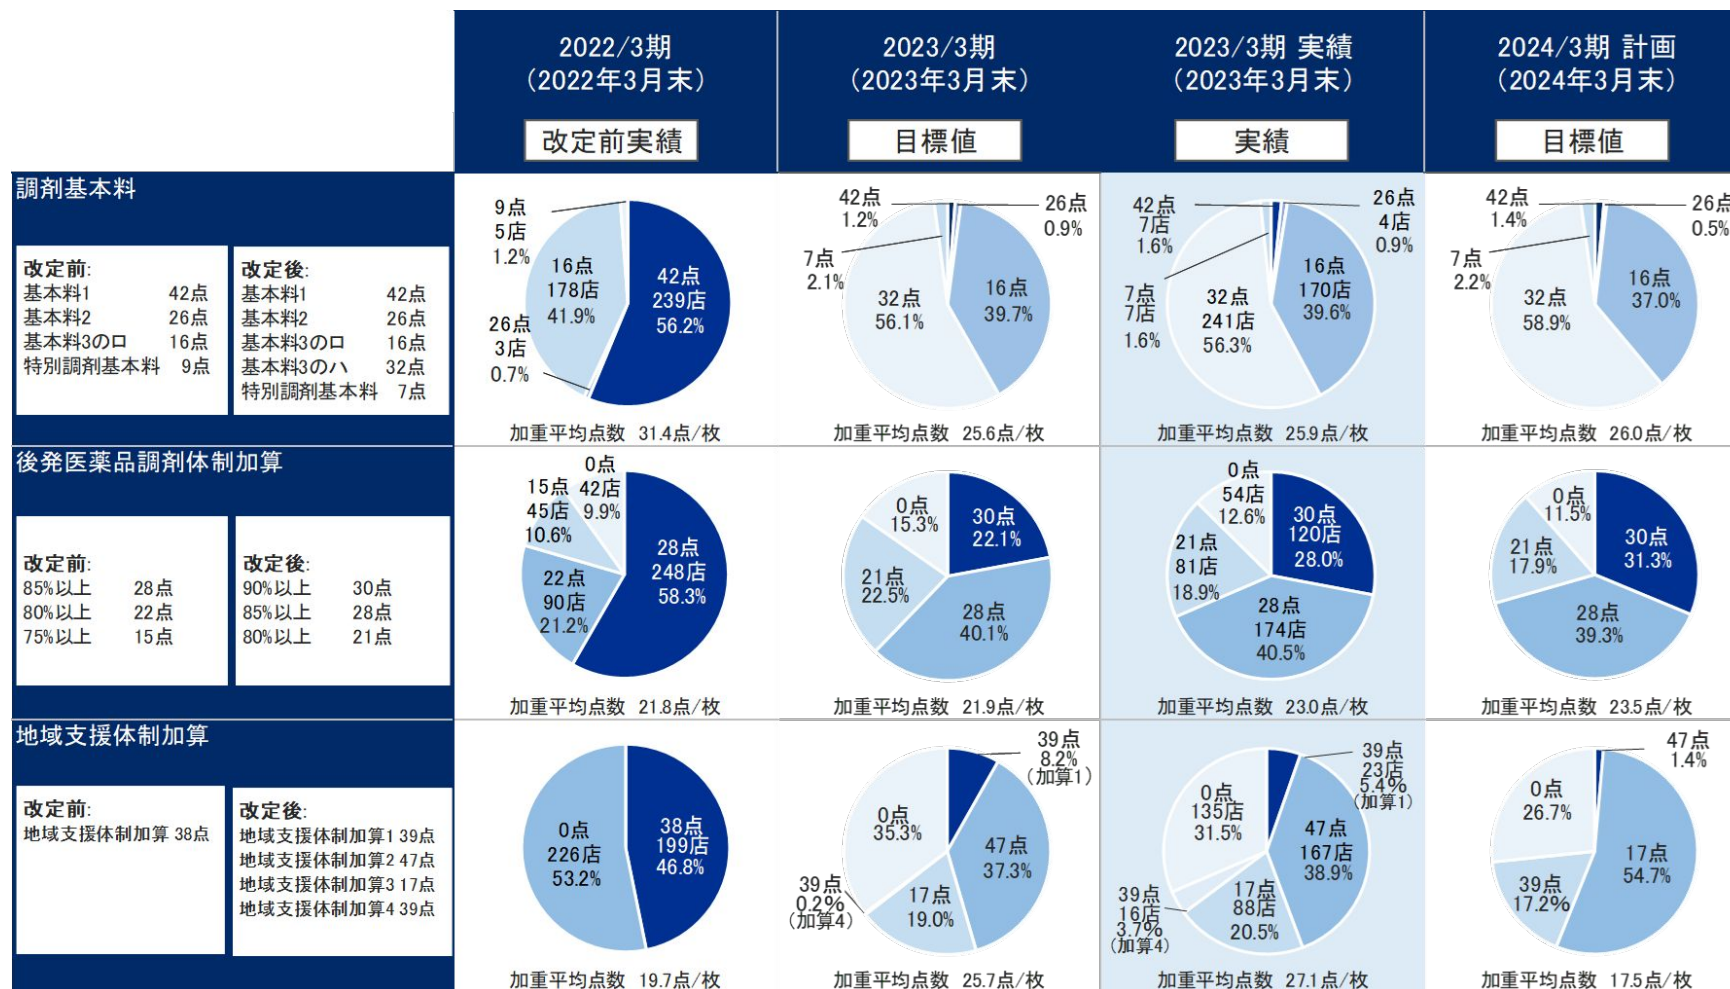 2022/3期
（2022年3月末）
改定前実績
2023/3期
（2023年3月末）
目標値
2023/3期 実績
（2023年3月末）
実績
2024/3期 計画
（2024年3月末）
目標値
調剤基本料
改定前:
基本料1 42点
基本料2 26点
基本料3のロ 16点
特別調剤基本料 9点
改定後:
基本料1 42点
基本料2 26点
基本料3のロ 16点
基本料3のハ 32点
特別調剤基本料 7点
9点
5店
1.2%
16点
178店
41.9%
42点
239店
56.2%
26点
3店
0.7%
加重平均点数 31.4点/枚
42点
1.2%
26点
0.9%
7点
2.1%
32点
56.1%
16点
39.7%
加重平均点数 25.6点/枚
42点
7店
1.6%
26点
4店
0.9%
7点
7店
1.6%
32点
241店
56.3%
16点
170店
39.6%
加重平均点数 25.9点/枚
42点
1.4%
26点
0.5%
7点
2.2%
32点
58.9%
16点
37.0%
加重平均点数 26.0点/枚
後発医薬品調剤体制加算
改定前:
85%以上 28点
80%以上 22点
75%以上 15点
改定後:
90%以上 30点
85%以上 28点
80%以上 21点
0点
42店
9.9%
15点
45店
10.6%
22点
90店
21.2%
28点
248店
58.3%
加重平均点数 21.8点/枚
0点
15.3%
30点
22.1%
21点
22.5%
28点
40.1%
加重平均点数 21.9点/枚
0点
54店
12.6%
30点
120店
28.0%
21点
81店
18.9%
28点
174店
40.5%
加重平均点数 23.0点/枚
0点
11.5%
30点
31.3%
21点
17.9%
28点
39.3%
加重平均点数 23.5点/枚
地域支援体制加算
改定前:
地域支援体制加算 38点
改定後:
地域支援体制加算1 39点
地域支援体制加算2 47点
地域支援体制加算3 17点
地域支援体制加算4 39点
0点
226店
53.2%
38点
199店
46.8%
加重平均点数 19.7点/枚
39点
8.2%
（加算1）
0点
35.3%
47点
37.3%
39点
0.2%
（加算4）
17点
19.0%
加重平均点数 25.7点/枚
39点
23店
5.4%
（加算1）
0点
135店
31.5%
47点
167店
38.9%
39点
16店
3.7%
（加算4）
17点
88店
20.5%
加重平均点数 27.1点/枚
47点
1.4%
0点
26.7%
17点
54.7%
39点
17.2%
加重平均点数 17.5点/枚